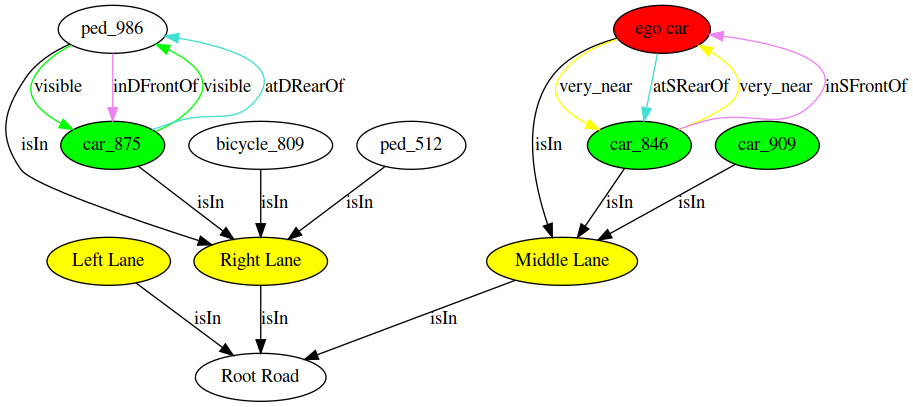 ped_986
ego car
visible
inDFrontOf
visible
atDRearOf
very_near
atSRearOf
very_near
inSFrontOf
isIn
car_875
bicycle_809
ped_512
isIn
car_846
car_909
isIn
isIn
isIn
isIn
isIn
Left Lane
Right Lane
Middle Lane
isIn
isIn
isIn
Root Road